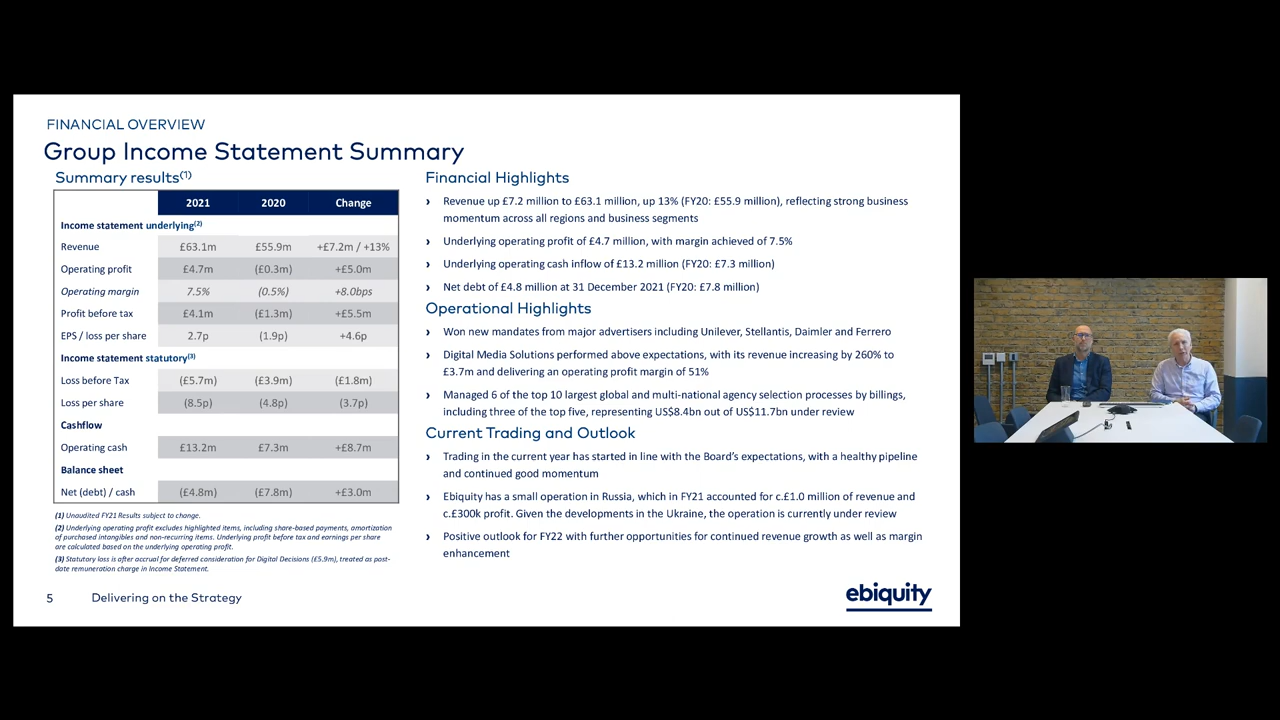 FINANCIAL OVERVIEW
Group Income Statement Summary
Summary results(1)
2021 2020 Change
Income statement underlying(2)
Revenue £63.1m £55.9m +£7.2m / +13%
Operating profit £4.7m (£0.3m) +£5.0m
Operating margin 7.5% (0.5%) +8.0bps
Profit before tax £4.1m (£1.3m) +£5.5m
EPS / loss per share 2.7p (1.9p) +4.6p
Income statement statutory(3)
Loss before Tax (£5.7m) (£3.9m) (£1.8m)
Loss per share (8.5p) (4.8p) (3.7p)
Cashflow
Operating cash £13.2m £7.3m +£8.7m
Balance sheet
Net (debt) / cash (£4.8m) (£7.8m) +£3.0m
(1) Unaudited FY21 Results subject to change.
(2) Underlying operating profit excludes highlighted items, including share-based payments, amortization
of purchased intangibles and non-recurring items. Underlying profit before tax and earnings per share
are calculated based on the underlying operating profit.
(3) Statutory loss is after accrual for deferred consideration for Digital Decisions (£5.9m), treated as post-
date remuneration charge in Income Statement.
Financial Highlights
› Revenue up £7.2 million to £63.1 million, up 13% (FY20: £55.9 million), reflecting strong business
momentum across all regions and business segments
› Underlying operating profit of £4.7 million, with margin achieved of 7.5%
› Underlying operating cash inflow of £13.2 million (FY20: £7.3 million)
› Net debt of £4.8 million at 31 December 2021 (FY20: £7.8 million)
Operational Highlights
› Won new mandates from major advertisers including Unilever, Stellantis, Daimler and Ferrero
› Digital Media Solutions performed above expectations, with its revenue increasing by 260% to
£3.7m and delivering an operating profit margin of 51%
› Managed 6 of the top 10 largest global and multi-national agency selection processes by billings,
including three of the top five, representing US$8.4bn out of US$11.7bn under review
Current Trading and Outlook
› Trading in the current year has started in line with the Board's expectations, with a healthy pipeline
and continued good momentum
› Ebiquity has a small operation in Russia, which in FY21 accounted for c.£1.0 million of revenue and
c.£300k profit. Given the developments in the Ukraine, the operation is currently under review
› Positive outlook for FY22 with further opportunities for continued revenue growth as well as margin
enhancement
5 Delivering on the Strategy
ebiquity